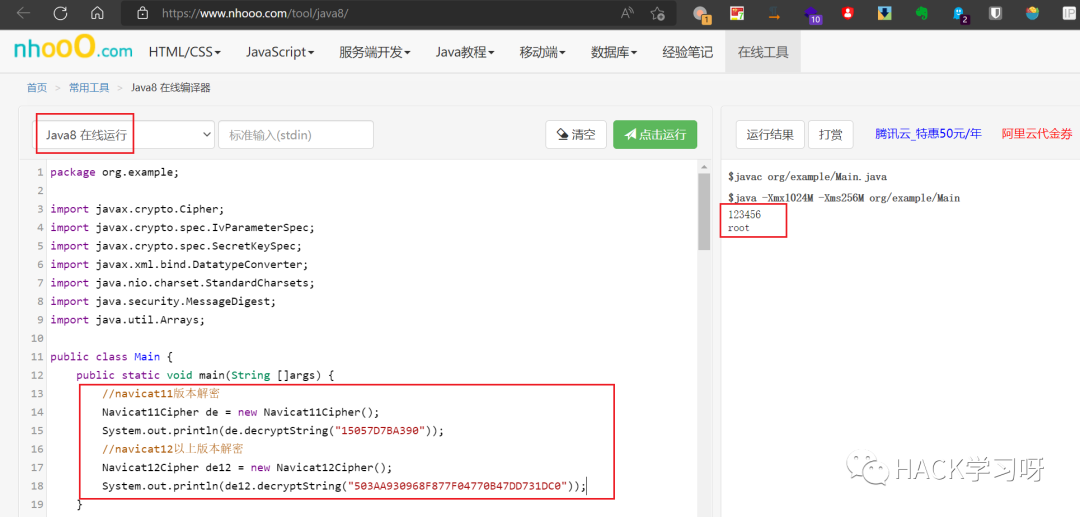 https://www.nhooo.com/tool/java8/
1
10
2
IP
nhooo.com
HTML/CSS
JavaScript
服务端开发
Java教程
移动端
数据库
经验笔记
在线工具
首页 > 常用工具 > Java8 在线编译器
Java8 在线运行
标准输入(stdin)
清空
点击运行
运行结果
打赏
腾讯云_特惠50元/年
阿里云代金券
1 package org.example;
2
3 import javax.crypto.Cipher;
4 import javax.crypto.spec.IvParameterSpec;
5 import javax.crypto.spec.SecretKeySpec;
6 import javax.xml.bind.DatatypeConverter;
7 import java.nio.charset.StandardCharsets;
8 import java.security.MessageDigest;
9 import java.util.Arrays;
10
11 public class Main {
12 public static void main(String []args) {
13 //navicat11版本解密
14 Navicat11Cipher de = new Navicat11Cipher();
15 System.out.println(de.decryptString("15057D7BA390"));
16 //navicat12以上版本解密
17 Navicat12Cipher de12 = new Navicat12Cipher();
18 System.out.println(de12.decryptString("503AA930968F877F04770B47DD731DC0"));
19 }
$javac org/example/Main.java
$java -Xmx1024M -Xms256M org/example/Main
123456
root
HACK学习呀